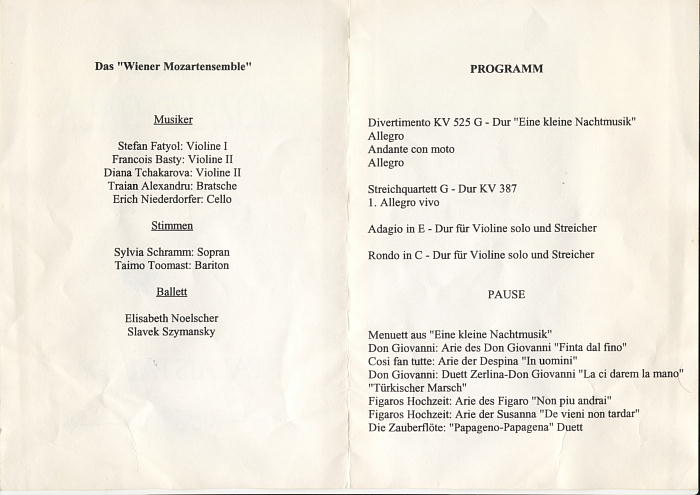 Das "Wiener Mozartensemble"
Musiker
Stefan Fatyol: Violine I
Francois Basty: Violine II
Diana Tchakarova: Violine II
Traian Alexandru: Bratsche
Erich Niederdorfer: Cello
Stimmen
Sylvia Schramm: Sopran
Taimo Toomast: Bariton
Ballett
Elisabeth Noelscher
Slavek Szymansky
PROGRAMM
Divertimento KV 525 G - Dur "Eine kleine Nachtmusik"
Allegro
Andante con moto
Allegro
Streichquartett G - Dur KV 387
1. Allegro vivo
Adagio in E - Dur für Violine solo und Streicher
Rondo in C - Dur für Violine solo und Streicher
PAUSE
Menuett aus "Eine kleine Nachtmusik"
Don Giovanni: Arie des Don Giovanni "Finta dal fino"
Cosi fan tutte: Arie der Despina "In uomini"
Don Giovanni: Duett Zerlina-Don Giovanni "La ci darem la mano"
"Türkischer Marsch"
Figaros Hochzeit: Arie des Figaro "Non piu andrai"
Figaros Hochzeit: Arie der Susanna "De vieni non tardar"
Die Zauberflöte: "Papageno-Papagena" Duett